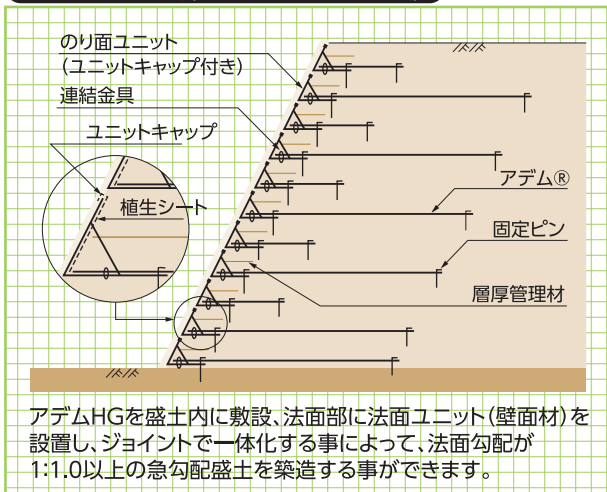 のり面ユニット
（ユニットキャップ付き）
連結金具
ユニットキャップ
植生シート
アデム®
固定ピン
層厚管理材
アデムHGを盛土内に敷設、法面部に法面ユニット（壁面材）を
設置し、ジョイントで一体化する事によって、法面勾配が
1:1.0以上の急勾配盛土を築造する事ができます。